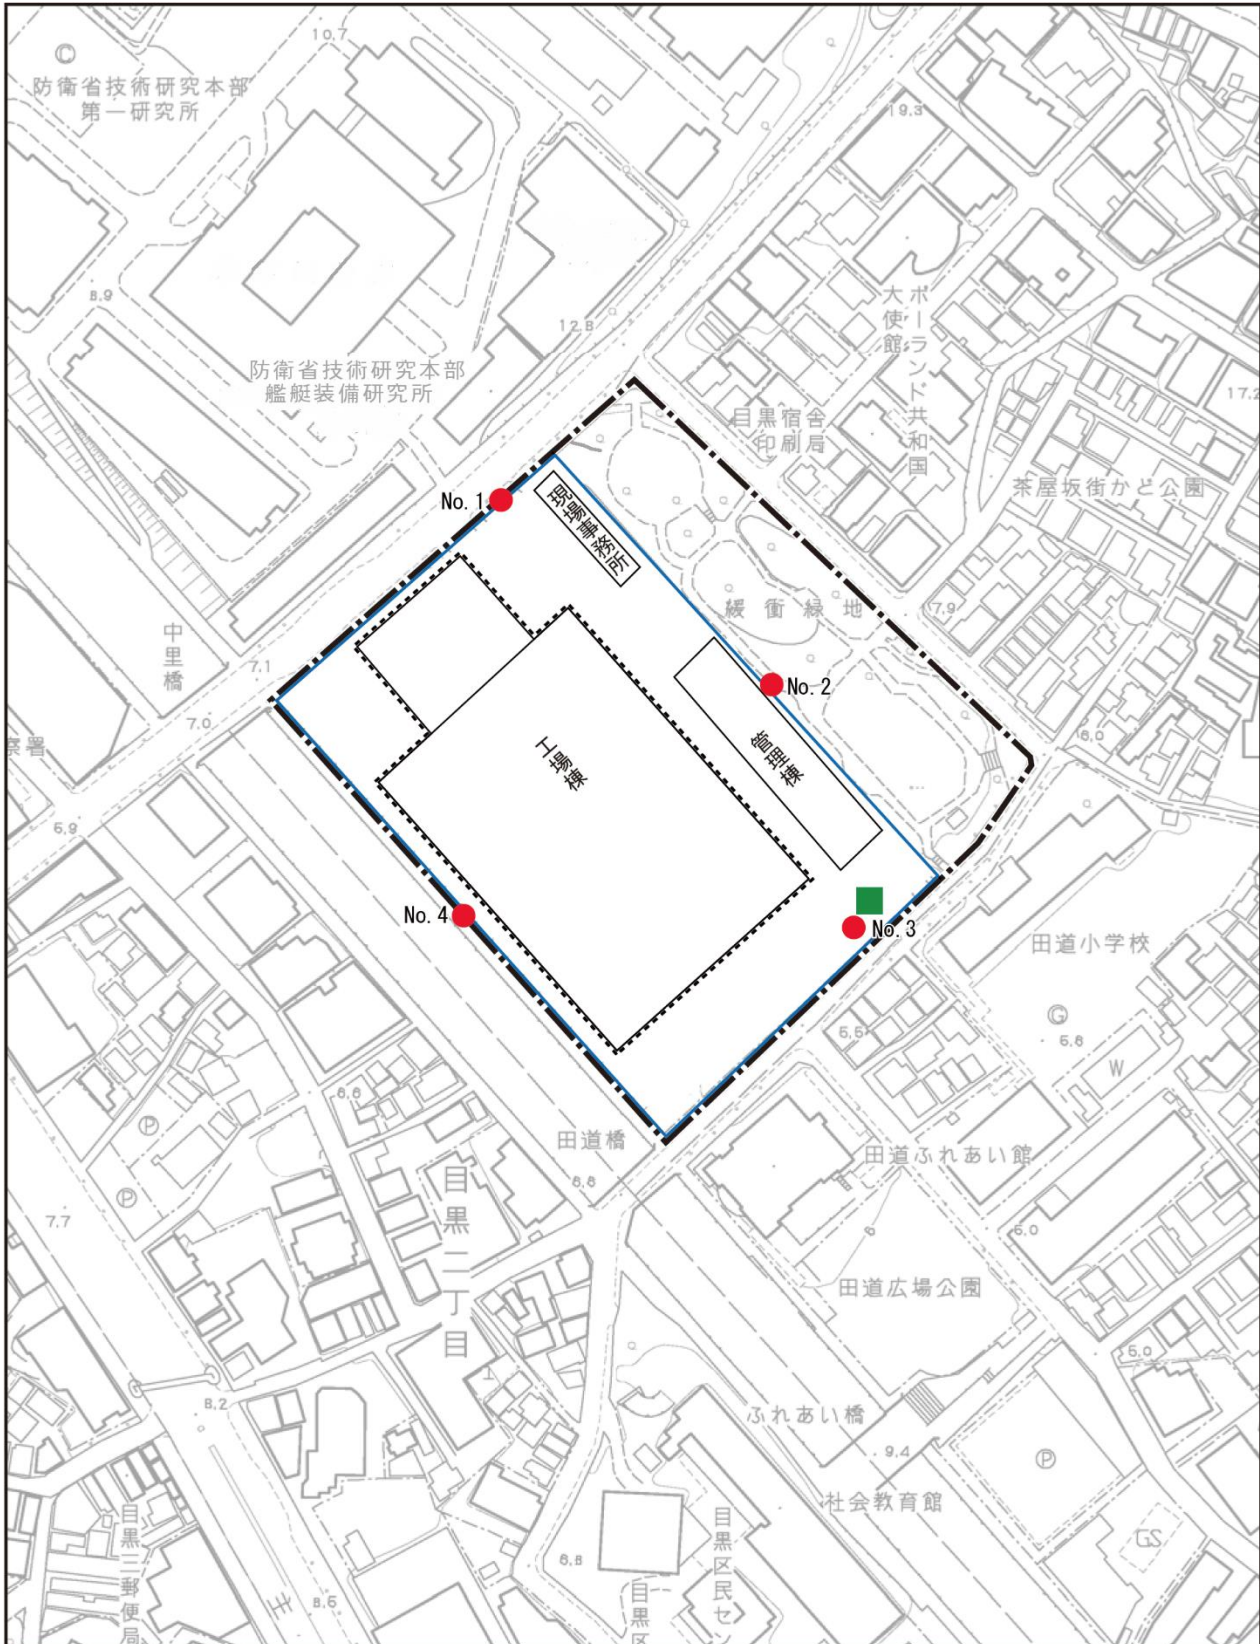 10.7
Ⓒ
防衛省技術研究本部
第一研究所
19.3
8.9
12.8
ポーランド共和国
大使館
防衛省技術研究本部
艦艇装備研究所
17.2
目黒宿舎
印刷局
茶屋坂街かど公園
No. 1
現場事務所
緩衝緑地
7.9
中里橋
7.1
No. 2
7.0
察署
6.0
工場棟
管理棟
5.9
No. 4
No. 3
田道小学校
Ⓖ
5.5
5.8
W
6.6
Ⓟ
田道橋
田道ふれあい館
目黒二丁目
6.8
Ⓟ
7.7
5.0
田道広場公園
5.0
8.2
ふれあい橋
9.4
Ⓟ
社会教育館
目黒三郵便局
目黒区民セ
GS
6.8
目黒区
8.5